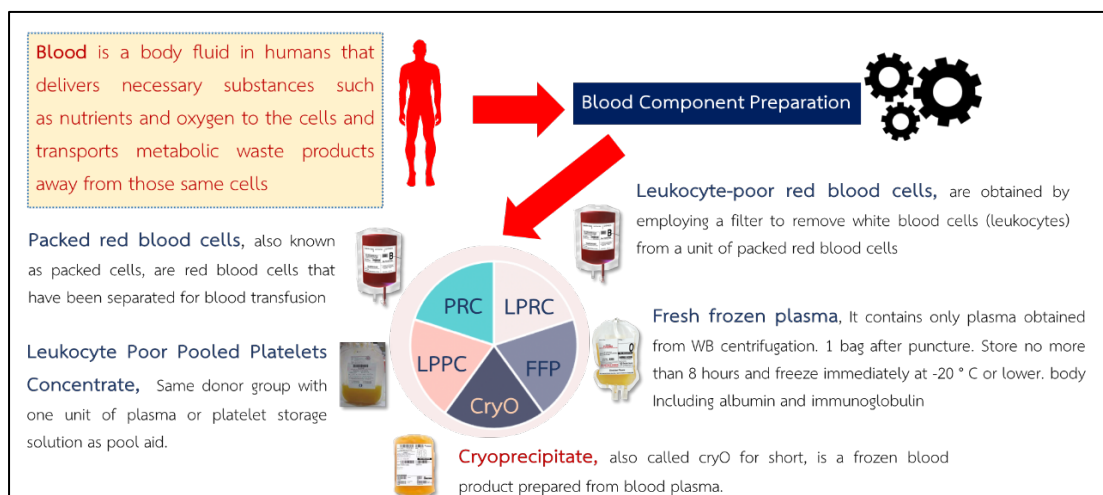 Blood is a body fluid in humans that
delivers necessary substances such
as nutrients and oxygen to the cells and
transports metabolic waste products
away from those same cells
Blood Component Preparation
Leukocyte-poor red blood cells, are obtained by
employing a filter to remove white blood cells (leukocytes)
from a unit of packed red blood cells
Packed red blood cells, also known
as packed cells, are red blood cells that
have been separated for blood transfusion
PRC
LPRC
LPPC
FFP
CryO
Fresh frozen plasma, It contains only plasma obtained
from WB centrifugation. 1 bag after puncture. Store no more
than 8 hours and freeze immediately at -20 ° C or lower. body
Including albumin and immunoglobulin
Leukocyte Poor Pooled Platelets
Concentrate, Same donor group with
one unit of plasma or platelet storage
solution as pool aid.
Cryoprecipitate, also called cryO for short, is a frozen blood
product prepared from blood plasma.